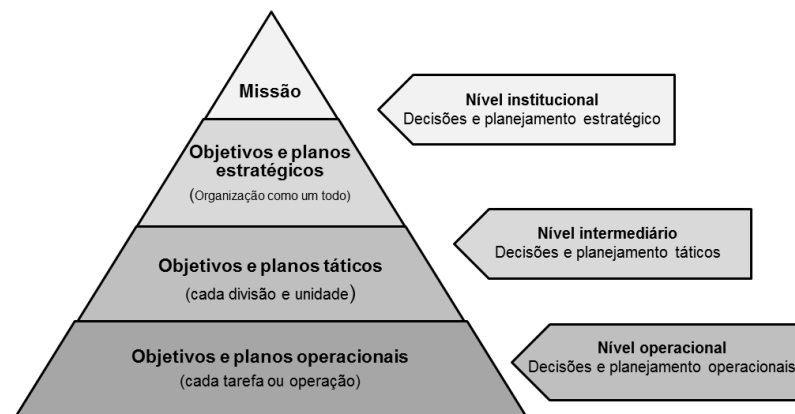 Missão
Nível institucional
Decisões e planejamento estratégico
Objetivos e planos
estratégicos
(Organização como um todo)
Nível intermediário
Decisões e planejamento táticos
Objetivos e planos táticos
(cada divisão e unidade)
Nível operacional
Decisões e planejamento operacionais
Objetivos e planos operacionais
(cada tarefa ou operação)